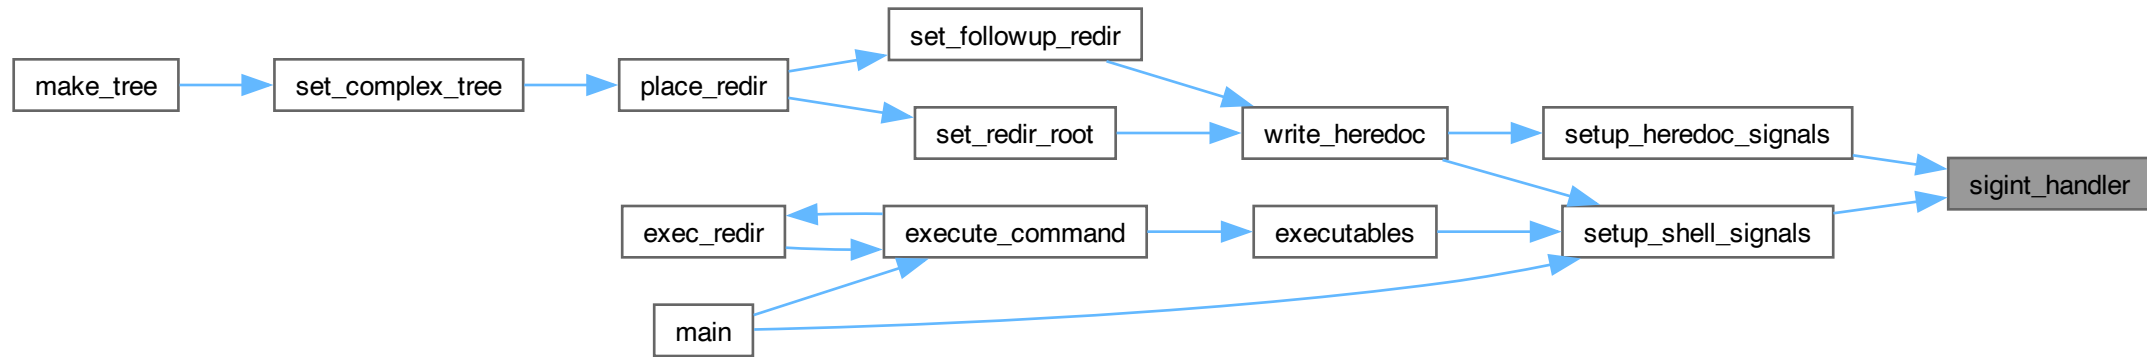 set_followup_redir
make_tree
set_complex_tree
place_redir
set_redir_root
write_heredoc
setup_heredoc_signals
sigint_handler
exec_redir
execute_command
executables
setup_shell_signals
main